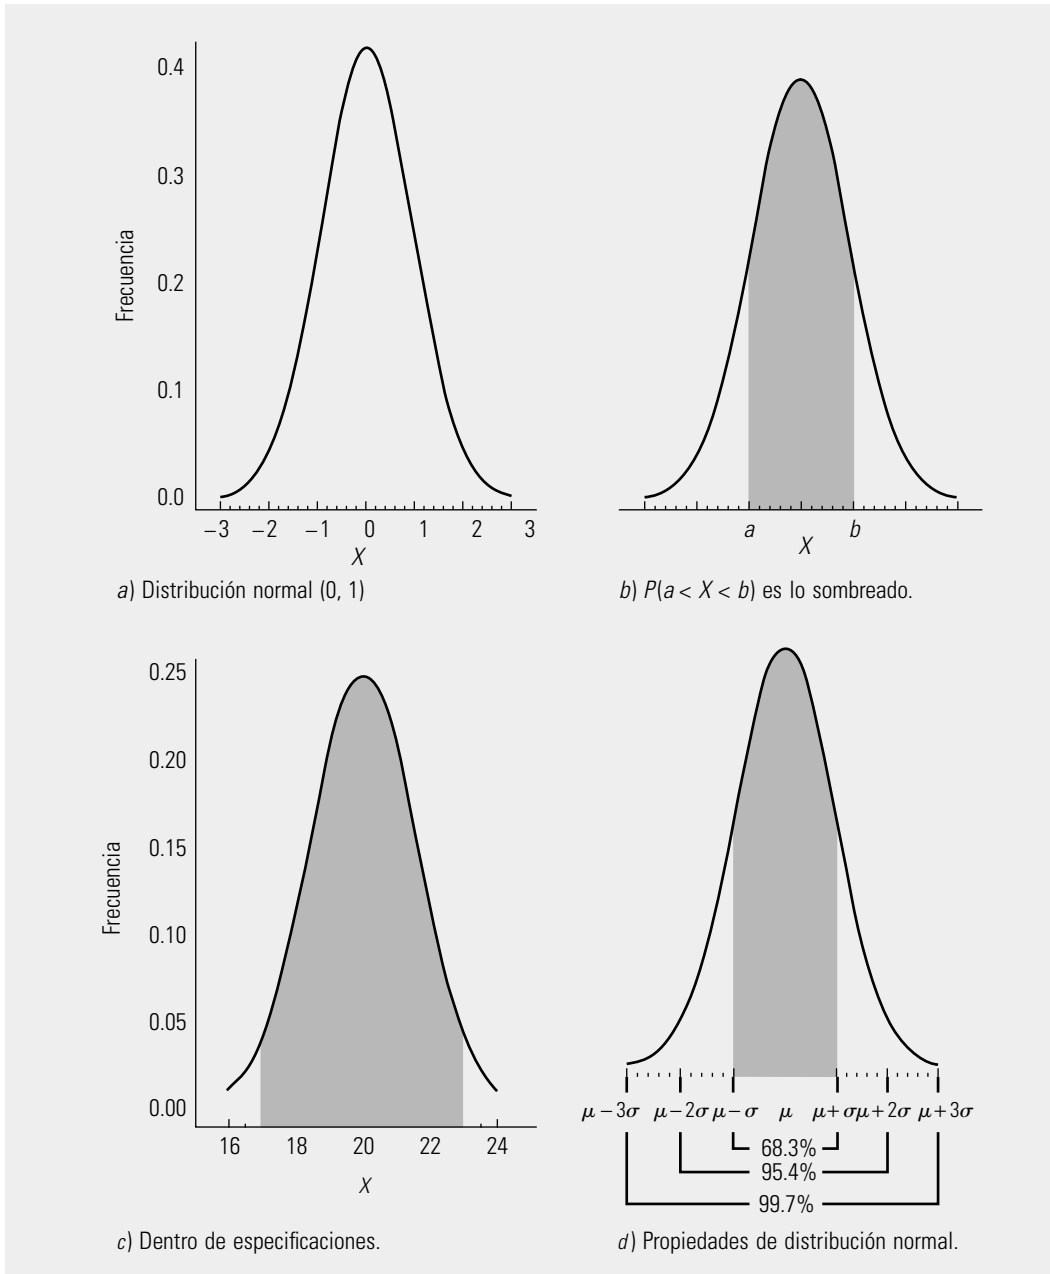 0.4
0.3
0.2
0.1
0.0
Frecuencia
−3 −2 −1 0 1 2 3
X
a) Distribución normal (0, 1)
a b
X
b) P(a < X < b) es lo sombreado.
0.25
0.20
0.15
0.10
0.05
0.00
Frecuencia
16 18 20 22 24
X
c) Dentro de especificaciones.
μ − 3σ μ − 2σ μ − σ μ μ + σ μ + 2σ μ + 3σ
68.3%
95.4%
99.7%
d) Propiedades de distribución normal.